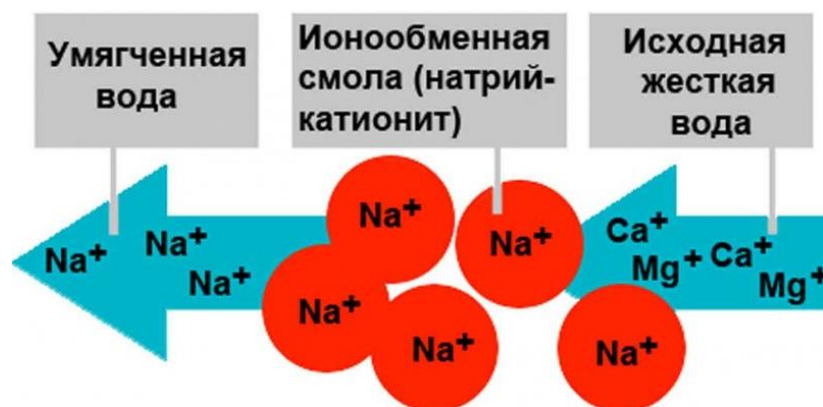 Умягченная
вода
Ионообменная
смола (натрий-
катионит)
Исходная
жесткая
вода
Na+
Na+
Na+
Na+
Na+
Na+
Na+
Na+
Ca+
Mg+
Ca+
Mg+